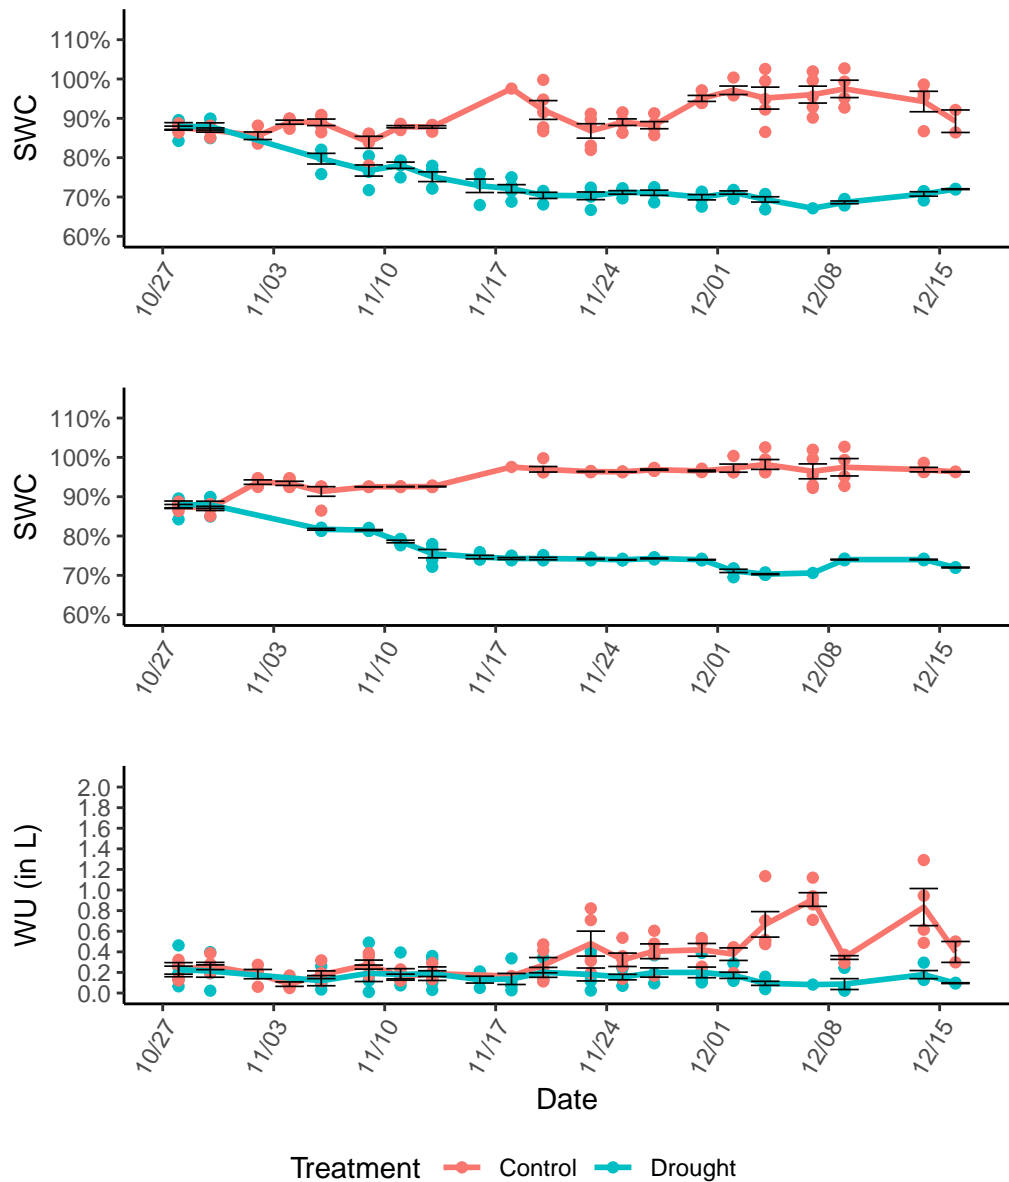 SWC
110%
100%
90%
80%
70%
60%
10/27 11/03 11/10 11/17 11/24 12/01 12/08 12/15
SWC
110%
100%
90%
80%
70%
60%
10/27 11/03 11/10 11/17 11/24 12/01 12/08 12/15
WU (in L)
2.0
1.8
1.6
1.4
1.2
1.0
0.8
0.6
0.4
0.2
0.0
10/27 11/03 11/10 11/17 11/24 12/01 12/08 12/15
Date
Treatment Control Drought